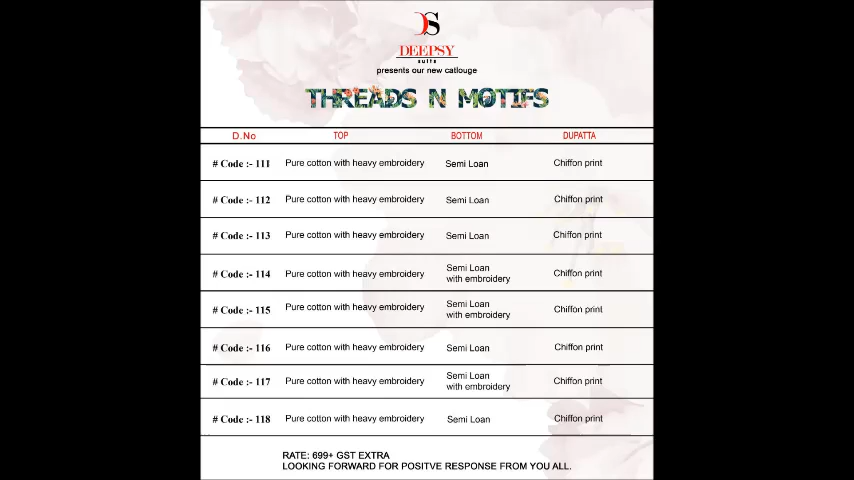 DS
DEEPSY
suits
presents our new catlouge
THREADS N MOTIFS
D.No TOP BOTTOM DUPATTA
# Code :- 111 Pure cotton with heavy embroidery Semi Loan Chiffon print
# Code :- 112 Pure cotton with heavy embroidery Semi Loan Chiffon print
# Code :- 113 Pure cotton with heavy embroidery Semi Loan Chiffon print
# Code :- 114 Pure cotton with heavy embroidery Semi Loan with embroidery Chiffon print
# Code :- 115 Pure cotton with heavy embroidery Semi Loan with embroidery Chiffon print
# Code :- 116 Pure cotton with heavy embroidery Semi Loan Chiffon print
# Code :- 117 Pure cotton with heavy embroidery Semi Loan with embroidery Chiffon print
# Code :- 118 Pure cotton with heavy embroidery Semi Loan Chiffon print
RATE: 699+ GST EXTRA
LOOKING FORWARD FOR POSITVE RESPONSE FROM YOU ALL.